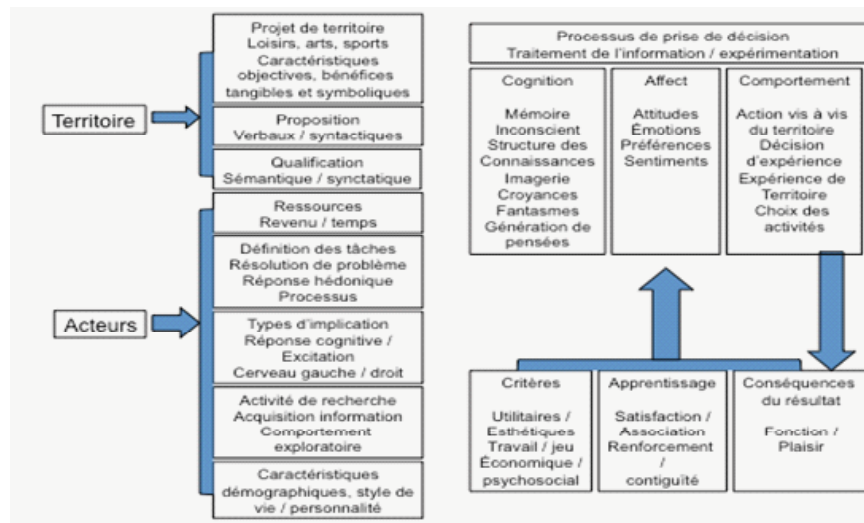 Territoire
Projet de territoire
Loisirs, arts, sports
Caractéristiques
objectives, bénéfices
tangibles et symboliques
Proposition
Verbaux / syntactiques
Qualification
Sémantique / synctatique
Acteurs
Ressources
Revenu / temps
Définition des tâches
Résolution de problème
Réponse hédonique
Processus
Types d'implication
Réponse cognitive /
Excitation
Cerveau gauche / droit
Activité de recherche
Acquisition information
Comportement
exploratoire
Caractéristiques
démographiques, style de
vie / personnalité
Processus de prise de décision
Traitement de l'information / expérimentation
Cognition
Mémoire
Inconscient
Structure des
Connaissances
Imagerie
Croyances
Fantasmes
Génération de
pensées
Affect
Attitudes
Émotions
Préférences
Sentiments
Comportement
Action vis à vis
du territoire
Décision
d'expérience
Expérience de
Territoire
Choix des
activités
Critères
Utilitaires /
Esthétiques
Travail / jeu
Économique /
psychosocial
Apprentissage
Satisfaction /
Association
Renforcement
/
contiguïté
Conséquences
du résultat
Fonction /
Plaisir